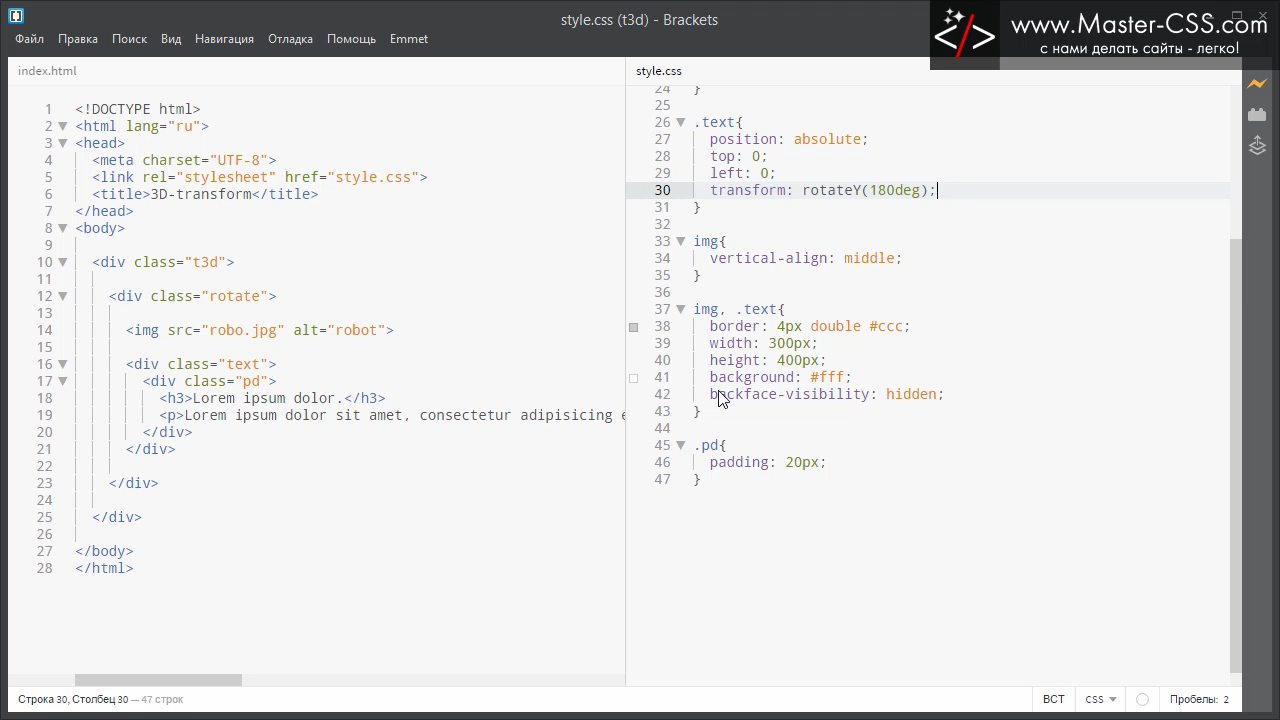 style.css (t3d) - Brackets
www.Master-CSS.com
с нами делать сайты - легко!
Файл Правка Поиск Вид Навигация Отладка Помощь Emmet
index.html
1 <!DOCTYPE html>
2 <html lang="ru">
3 <head>
4 <meta charset="UTF-8">
5 <link rel="stylesheet" href="style.css">
6 <title>3D-transform</title>
7 </head>
8 <body>
9
10 <div class="t3d">
11
12 <div class="rotate">
13
14 <img src="robo.jpg" alt="robot">
15
16 <div class="text">
17 <div class="pd">
18 <h3>Lorem ipsum dolor.</h3>
19 <p>Lorem ipsum dolor sit amet, consectetur adipisicing e
20 </div>
21 </div>
22
23 </div>
24
25 </div>
26
27 </body>
28 </html>
style.css
24 }
25
26 .text{
27 position: absolute;
28 top: 0;
29 left: 0;
30 transform: rotateY(180deg);
31 }
32
33 img{
34 vertical-align: middle;
35 }
36
37 img, .text{
38 border: 4px double #ccc;
39 width: 300px;
40 height: 400px;
41 background: #fff;
42 backface-visibility: hidden;
43 }
44
45 .pd{
46 padding: 20px;
47 }
Строка 30, Столбец 30 — 47 строк
ВСТ CSS Пробелы: 2